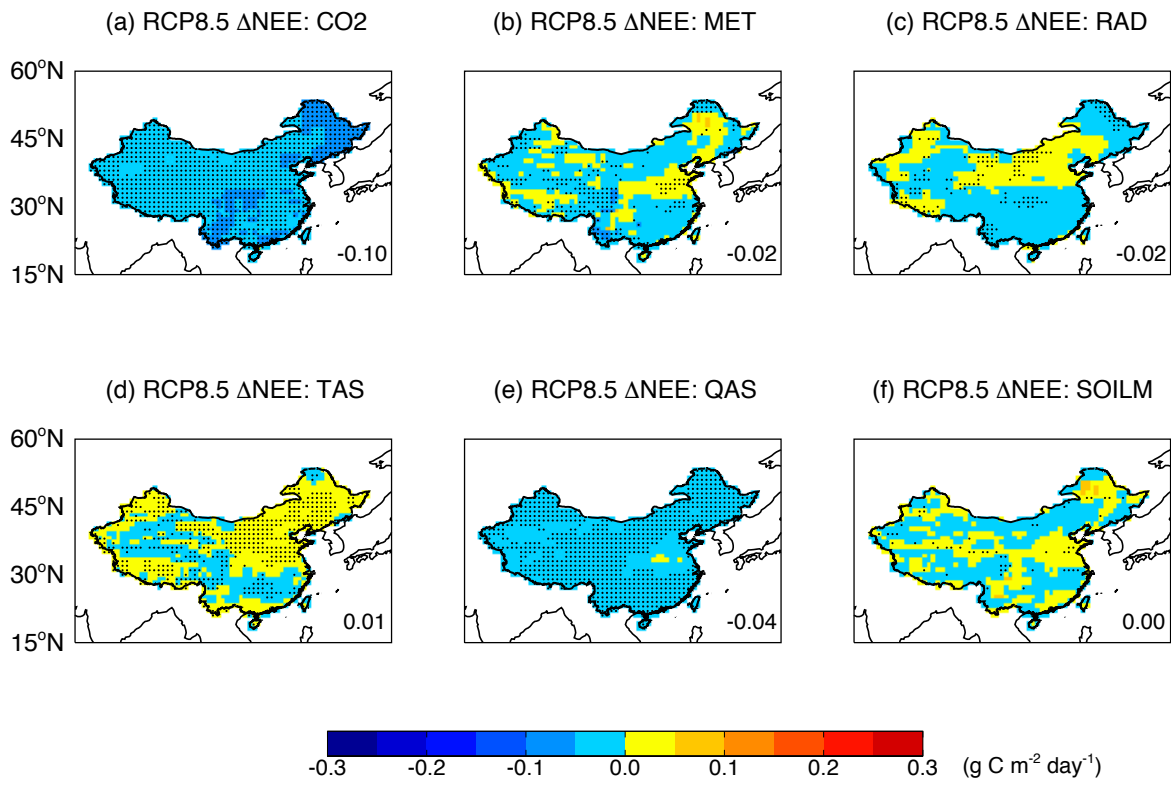 (a) RCP8.5 ΔNEE: CO2
(b) RCP8.5 ΔNEE: MET
(c) RCP8.5 ΔNEE: RAD
60°N
45°N
30°N
15°N
-0.10
-0.02
-0.02
(d) RCP8.5 ΔNEE: TAS
(e) RCP8.5 ΔNEE: QAS
(f) RCP8.5 ΔNEE: SOILM
60°N
45°N
30°N
15°N
0.01
-0.04
0.00
-0.3 -0.2 -0.1 0.0 0.1 0.2 0.3 (g C m⁻² day⁻¹)